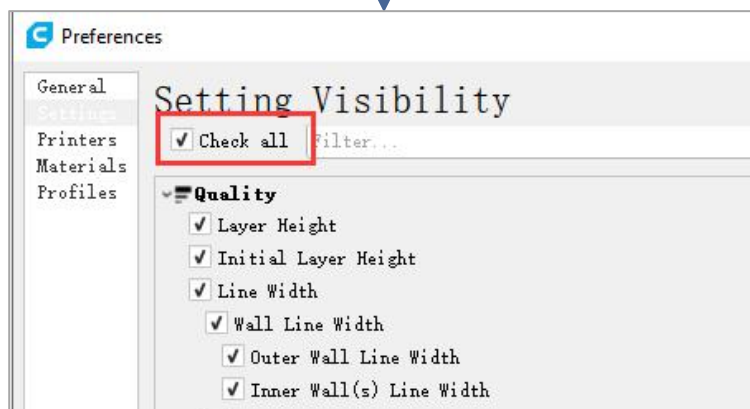 Preferences
General
Settings
Printers
Materials
Profiles
Setting Visibility
Check all
Filter...
Quality
Layer Height
Initial Layer Height
Line Width
Wall Line Width
Outer Wall Line Width
Inner Wall(s) Line Width